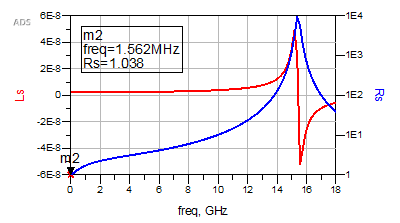 ADS
6E-8
4E-8
2E-8
0
-2E-8
-4E-8
-6E-8
Ls
m2
freq=1.562MHz
Rs=1.038
m2
1E4
1E3
1E2
1E1
1
Rs
0 2 4 6 8 10 12 14 16 18
freq, GHz